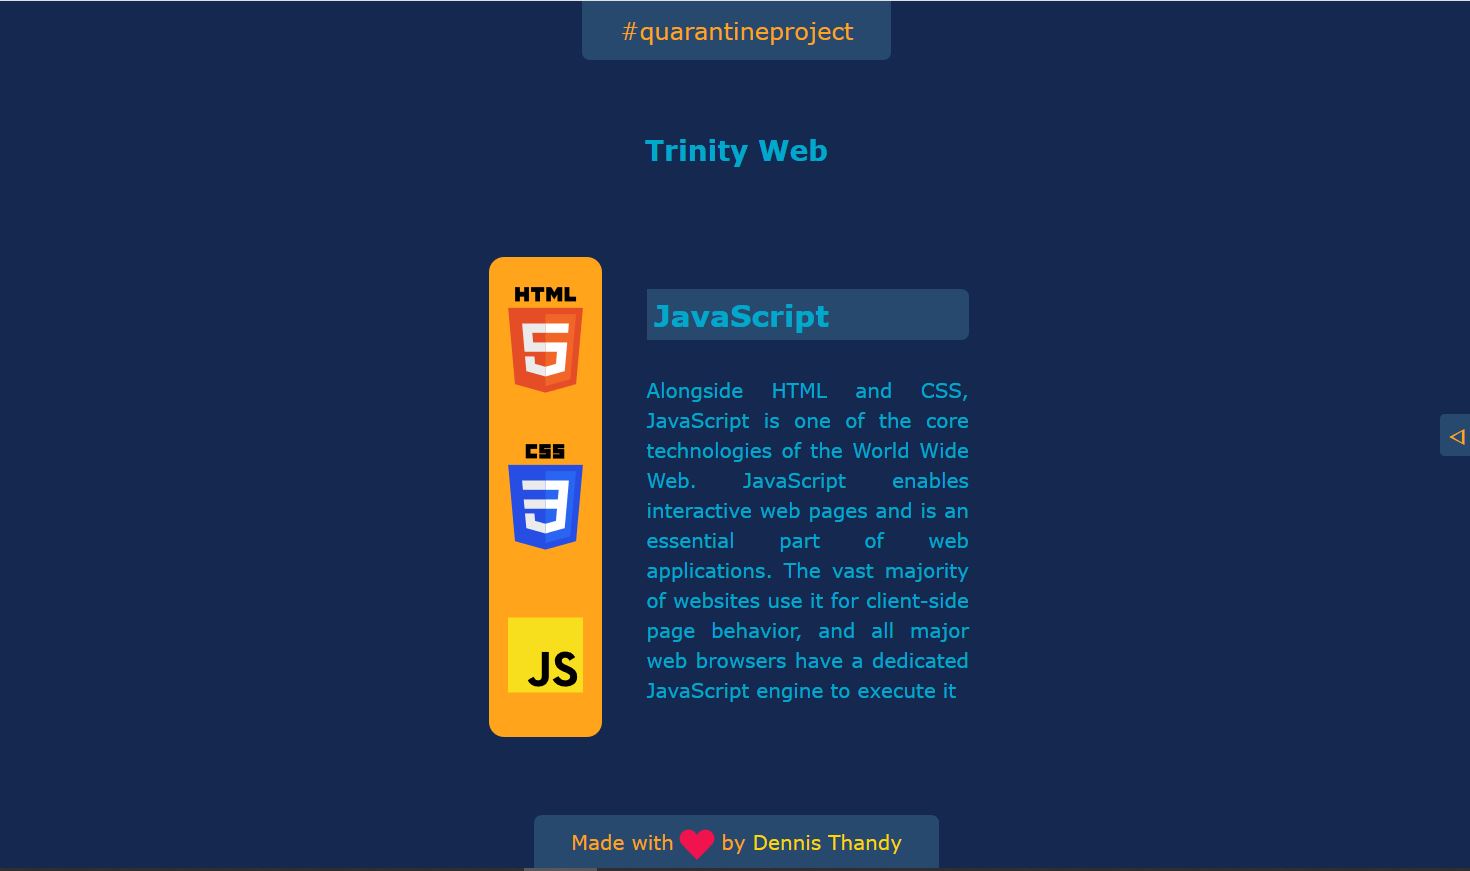 #quarantineproject
Trinity Web
HTML
5
CSS
3
JS
JavaScript
Alongside HTML and CSS,
JavaScript is one of the core
technologies of the World Wide
Web. JavaScript enables
interactive web pages and is an
essential part of web
applications. The vast majority
of websites use it for client-side
page behavior, and all major
web browsers have a dedicated
JavaScript engine to execute it
Made with by Dennis Thandy